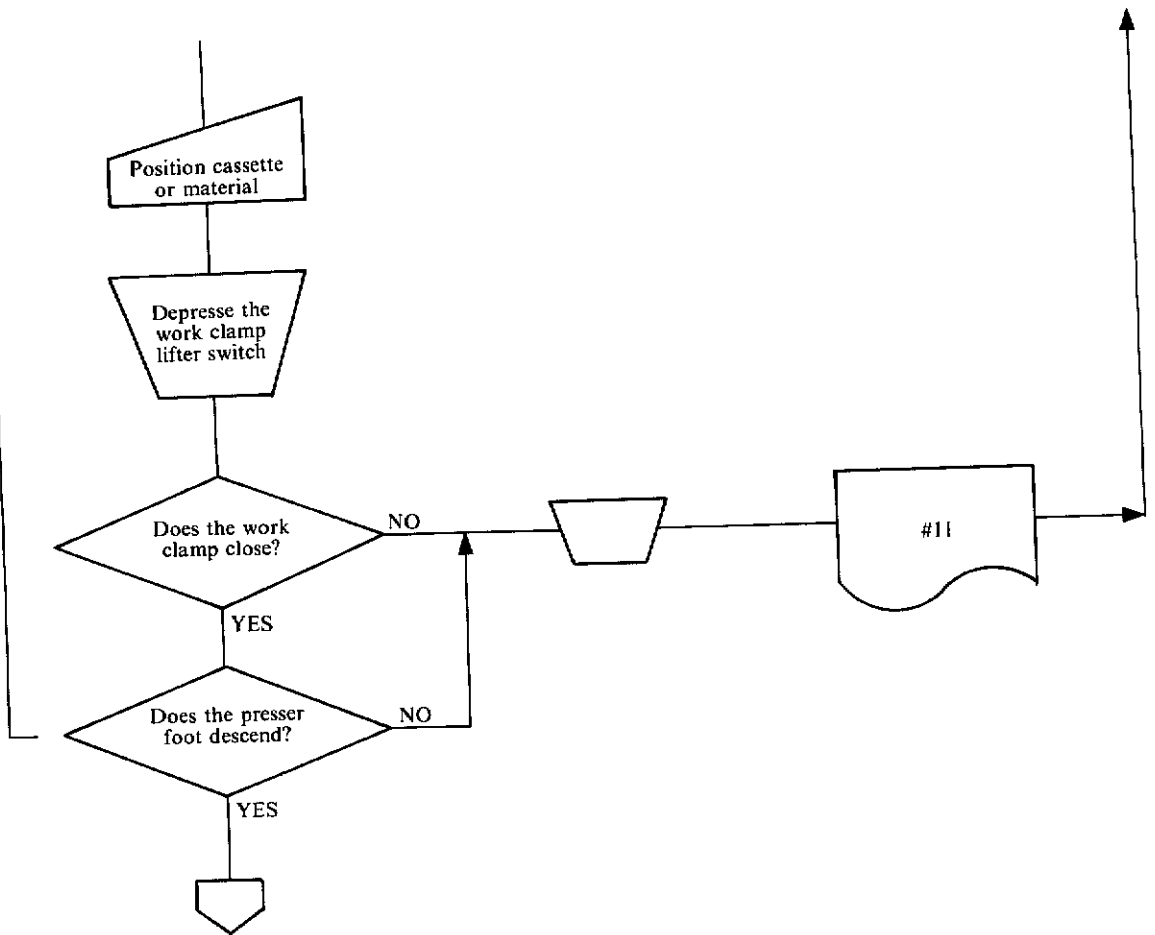 Position cassette
or material
Depresse the
work clamp
lifter switch
Does the work
clamp close?
NO
#11
YES
Does the presser
foot descend?
NO
YES